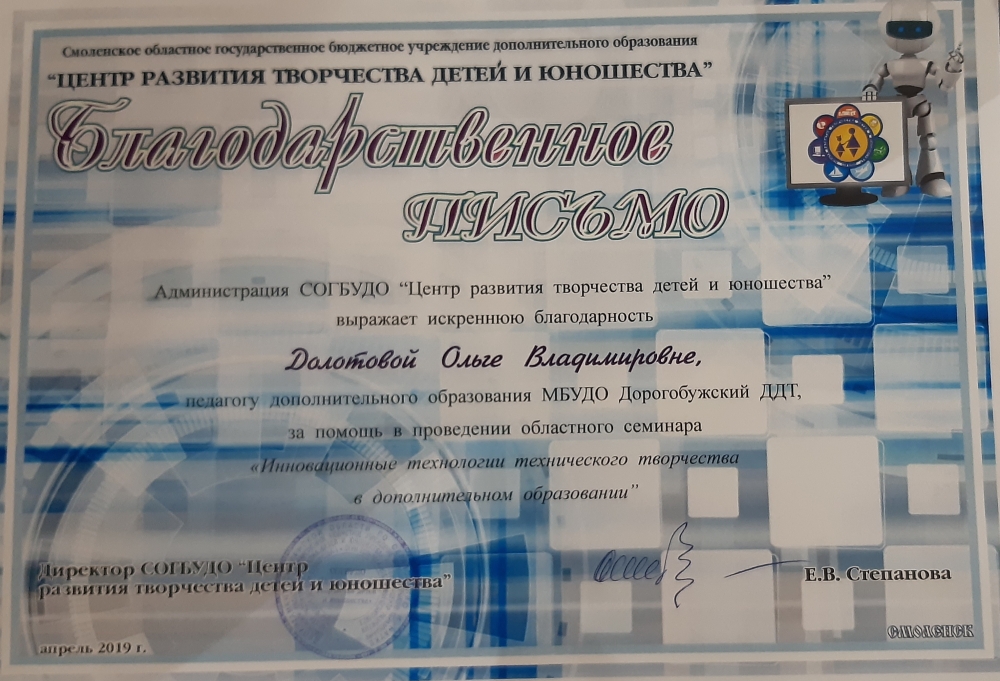 Смоленское областное государственное бюджетное учреждение дополнительного образования
“ЦЕНТР РАЗВИТИЯ ТВОРЧЕСТВА ДЕТЕЙ И ЮНОШЕСТВА”
Благодарственное
ПИСЬМО
Администрация СОГБУДО “Центр развития творчества детей и юношества”
выражает искреннюю благодарность
Долотовой Ольге Владимировне,
педагогу дополнительного образования МБУДО Дорогобужский ДДТ,
за помощь в проведении областного семинара
«Инновационные технологии технического творчества
в дополнительном образовании”
Директор СОГБУДО “Центр
развития творчества детей и юношества”
Е.В. Степанова
СМОЛЕНСК
апрель 2019 г.